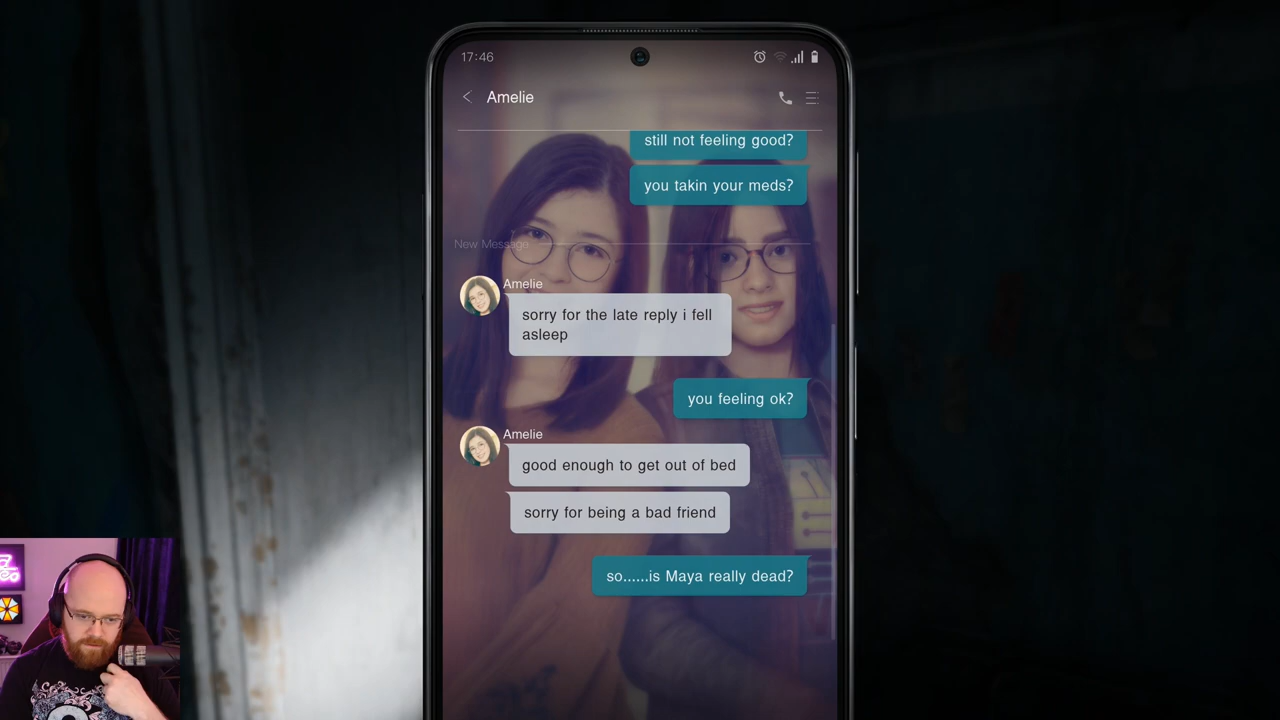 17:46
Amelie
still not feeling good?
you takin your meds?
New Message
Amelie
sorry for the late reply i fell
asleep
you feeling ok?
Amelie
good enough to get out of bed
sorry for being a bad friend
so......is Maya really dead?